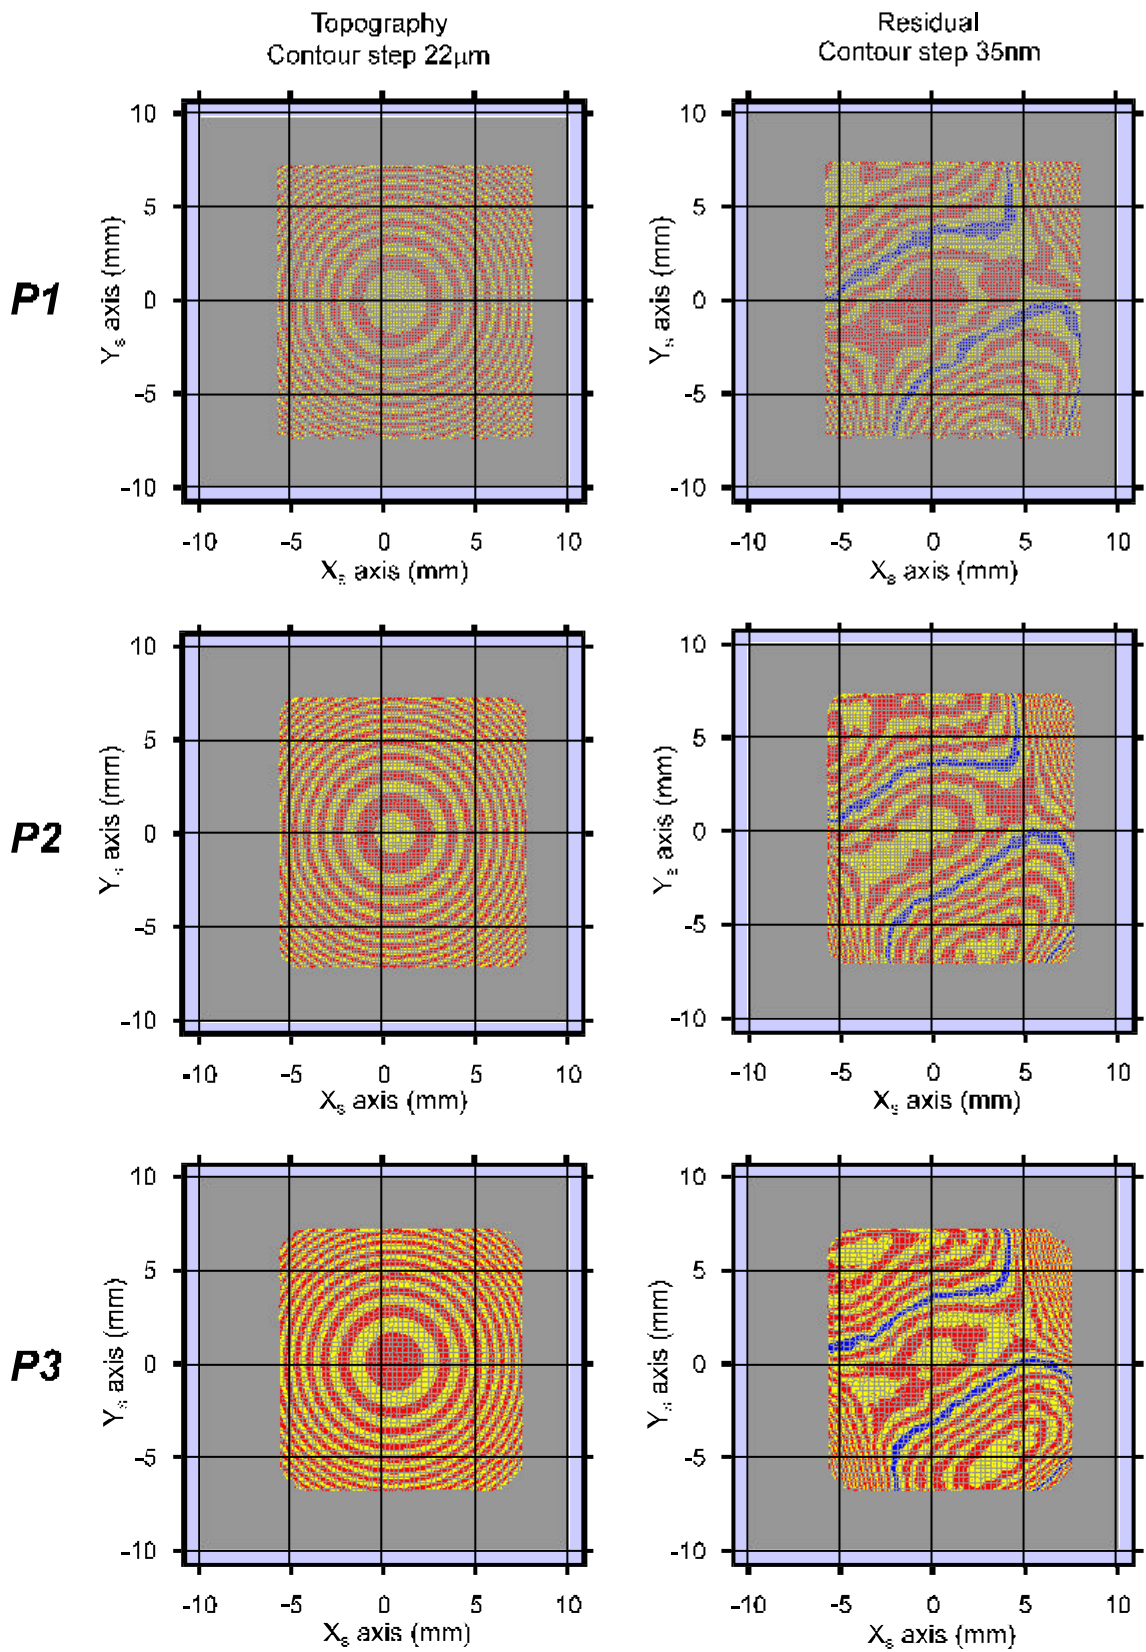 Topography
Contour step 22µm
Residual
Contour step 35nm
P1
10
5
0
-5
-10
Yₛ axis (mm)
-10 -5 0 5 10
Xₛ axis (mm)
10
5
0
-5
-10
Yₛ axis (mm)
-10 -5 0 5 10
Xₛ axis (mm)
P2
10
5
0
-5
-10
Yₛ axis (mm)
-10 -5 0 5 10
Xₛ axis (mm)
10
5
0
-5
-10
Yₛ axis (mm)
-10 -5 0 5 10
Xₛ axis (mm)
P3
10
5
0
-5
-10
Yₛ axis (mm)
-10 -5 0 5 10
Xₛ axis (mm)
10
5
0
-5
-10
Yₛ axis (mm)
-10 -5 0 5 10
Xₛ axis (mm)